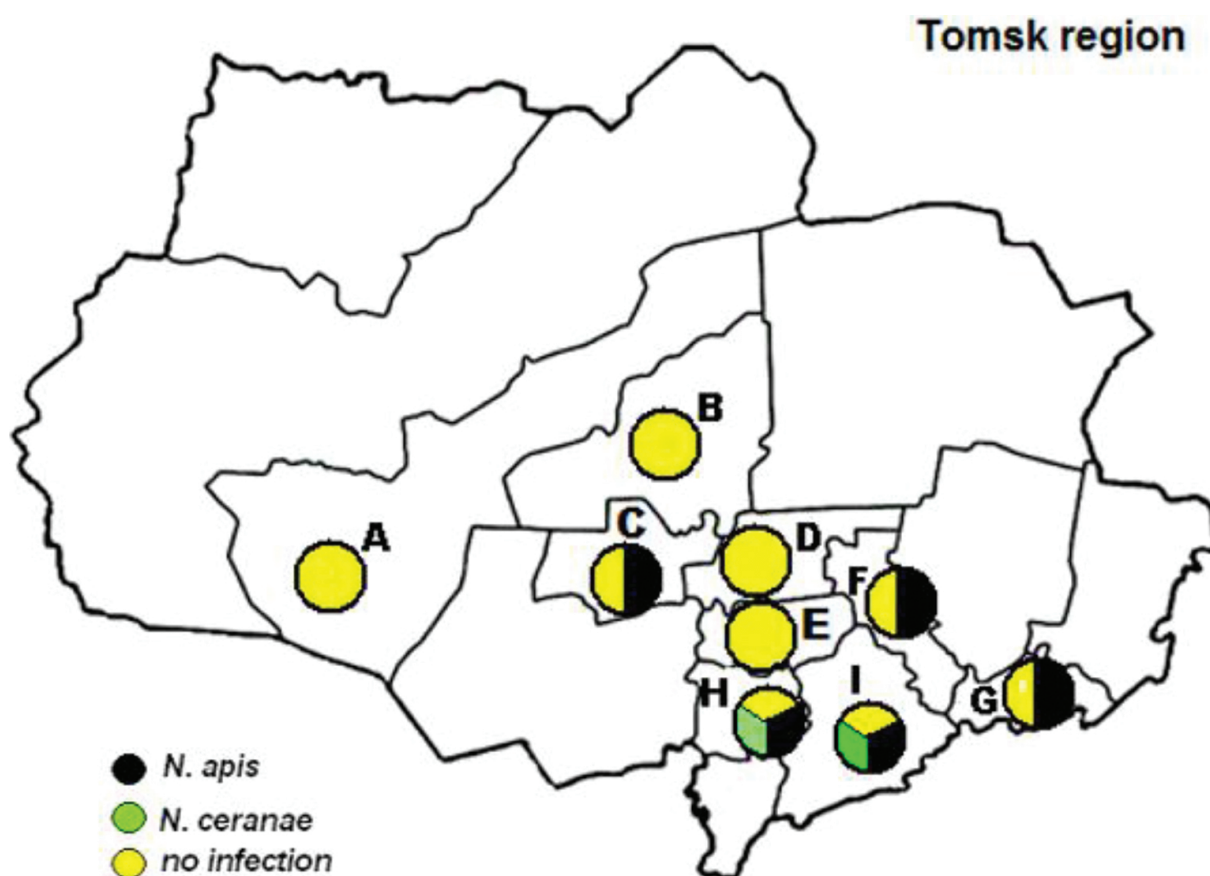 Tomsk region
B
A
C
D
F
E
H
I
G
N. apis
N. ceranae
no infection